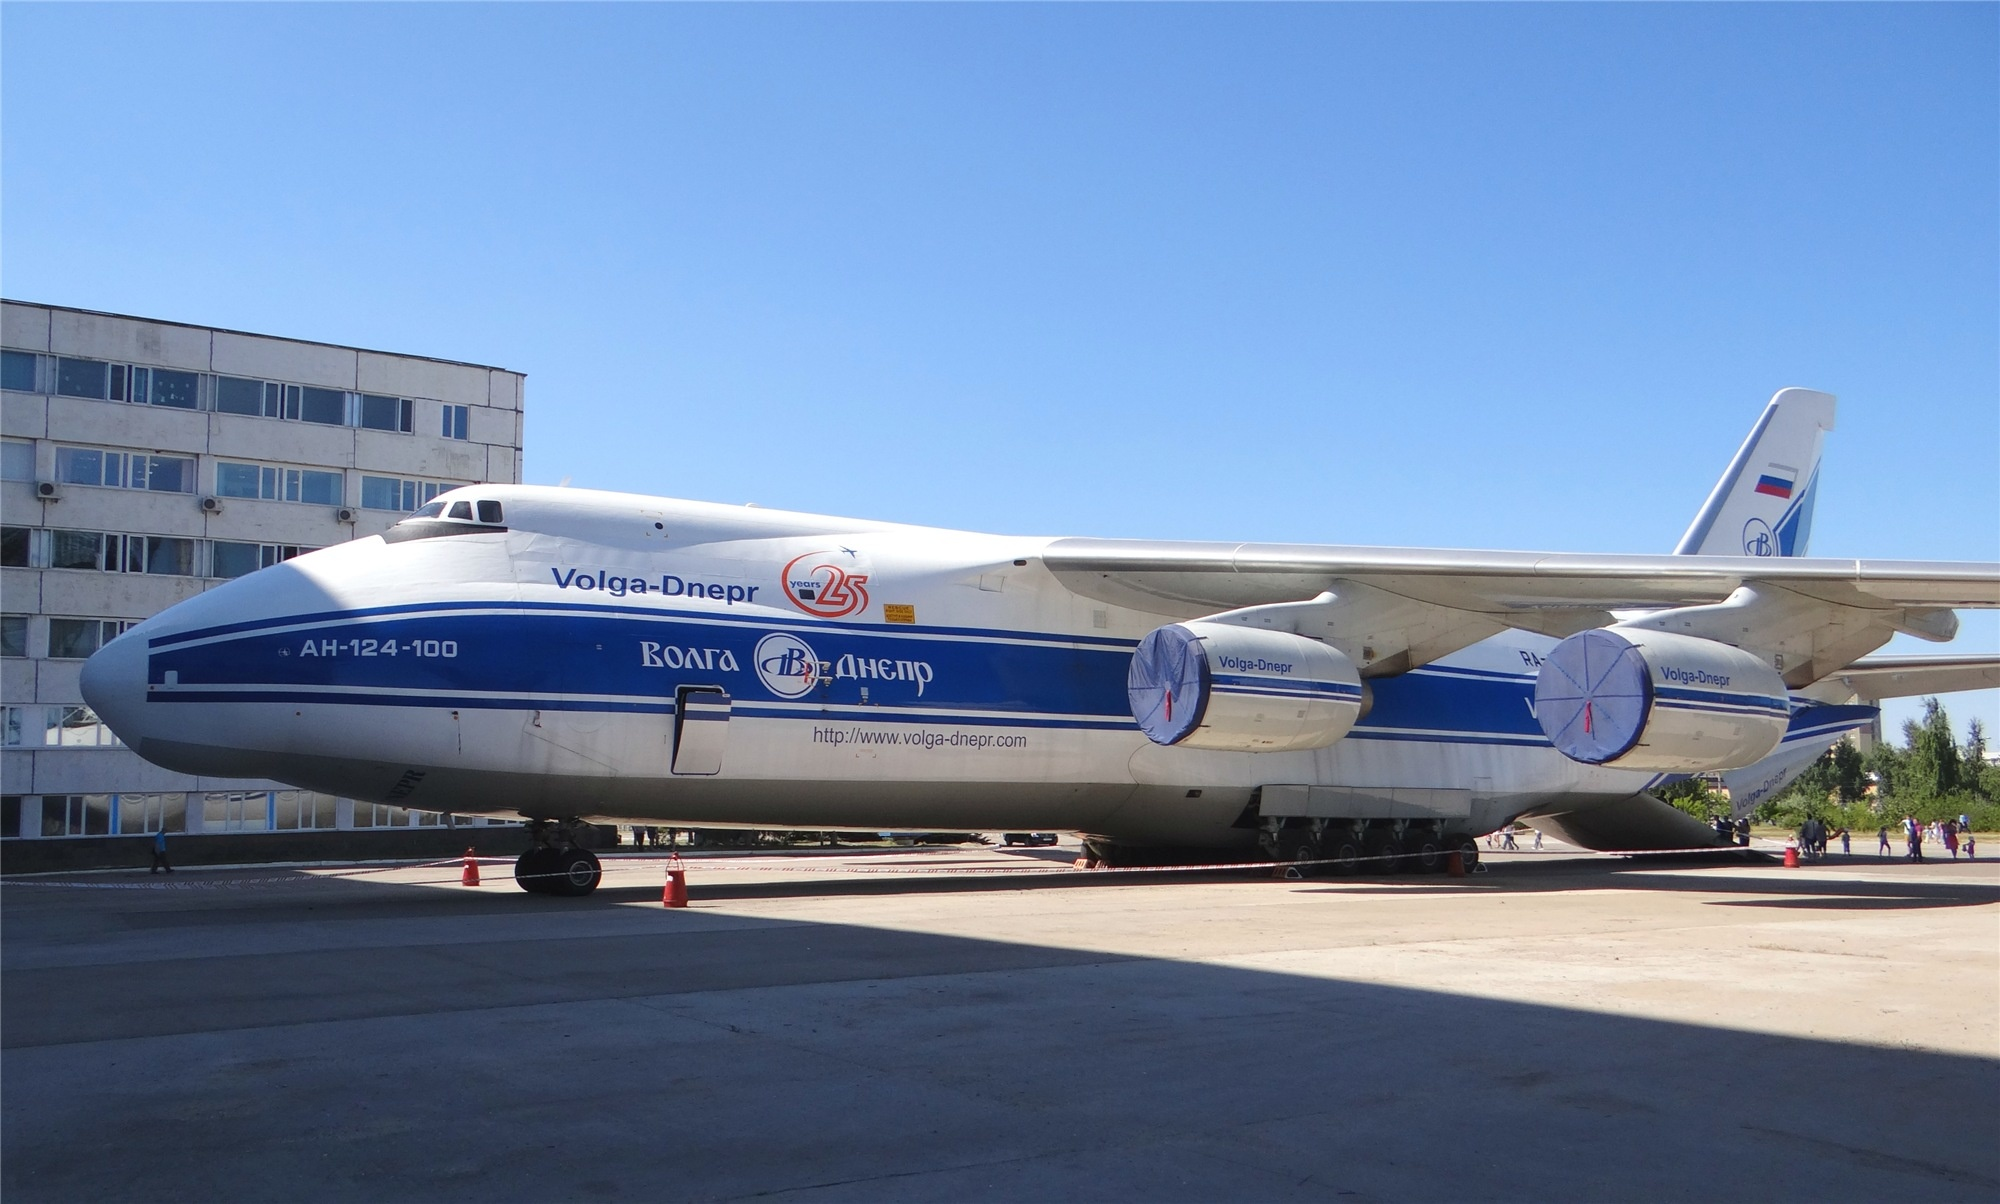 Volga-Dnepr
years 25
АН-124-100
Волга Днепр
http://www.volga-dnepr.com
Volga-Dnepr
Volga-Dnepr
RA-
V
Volga-Dnepr